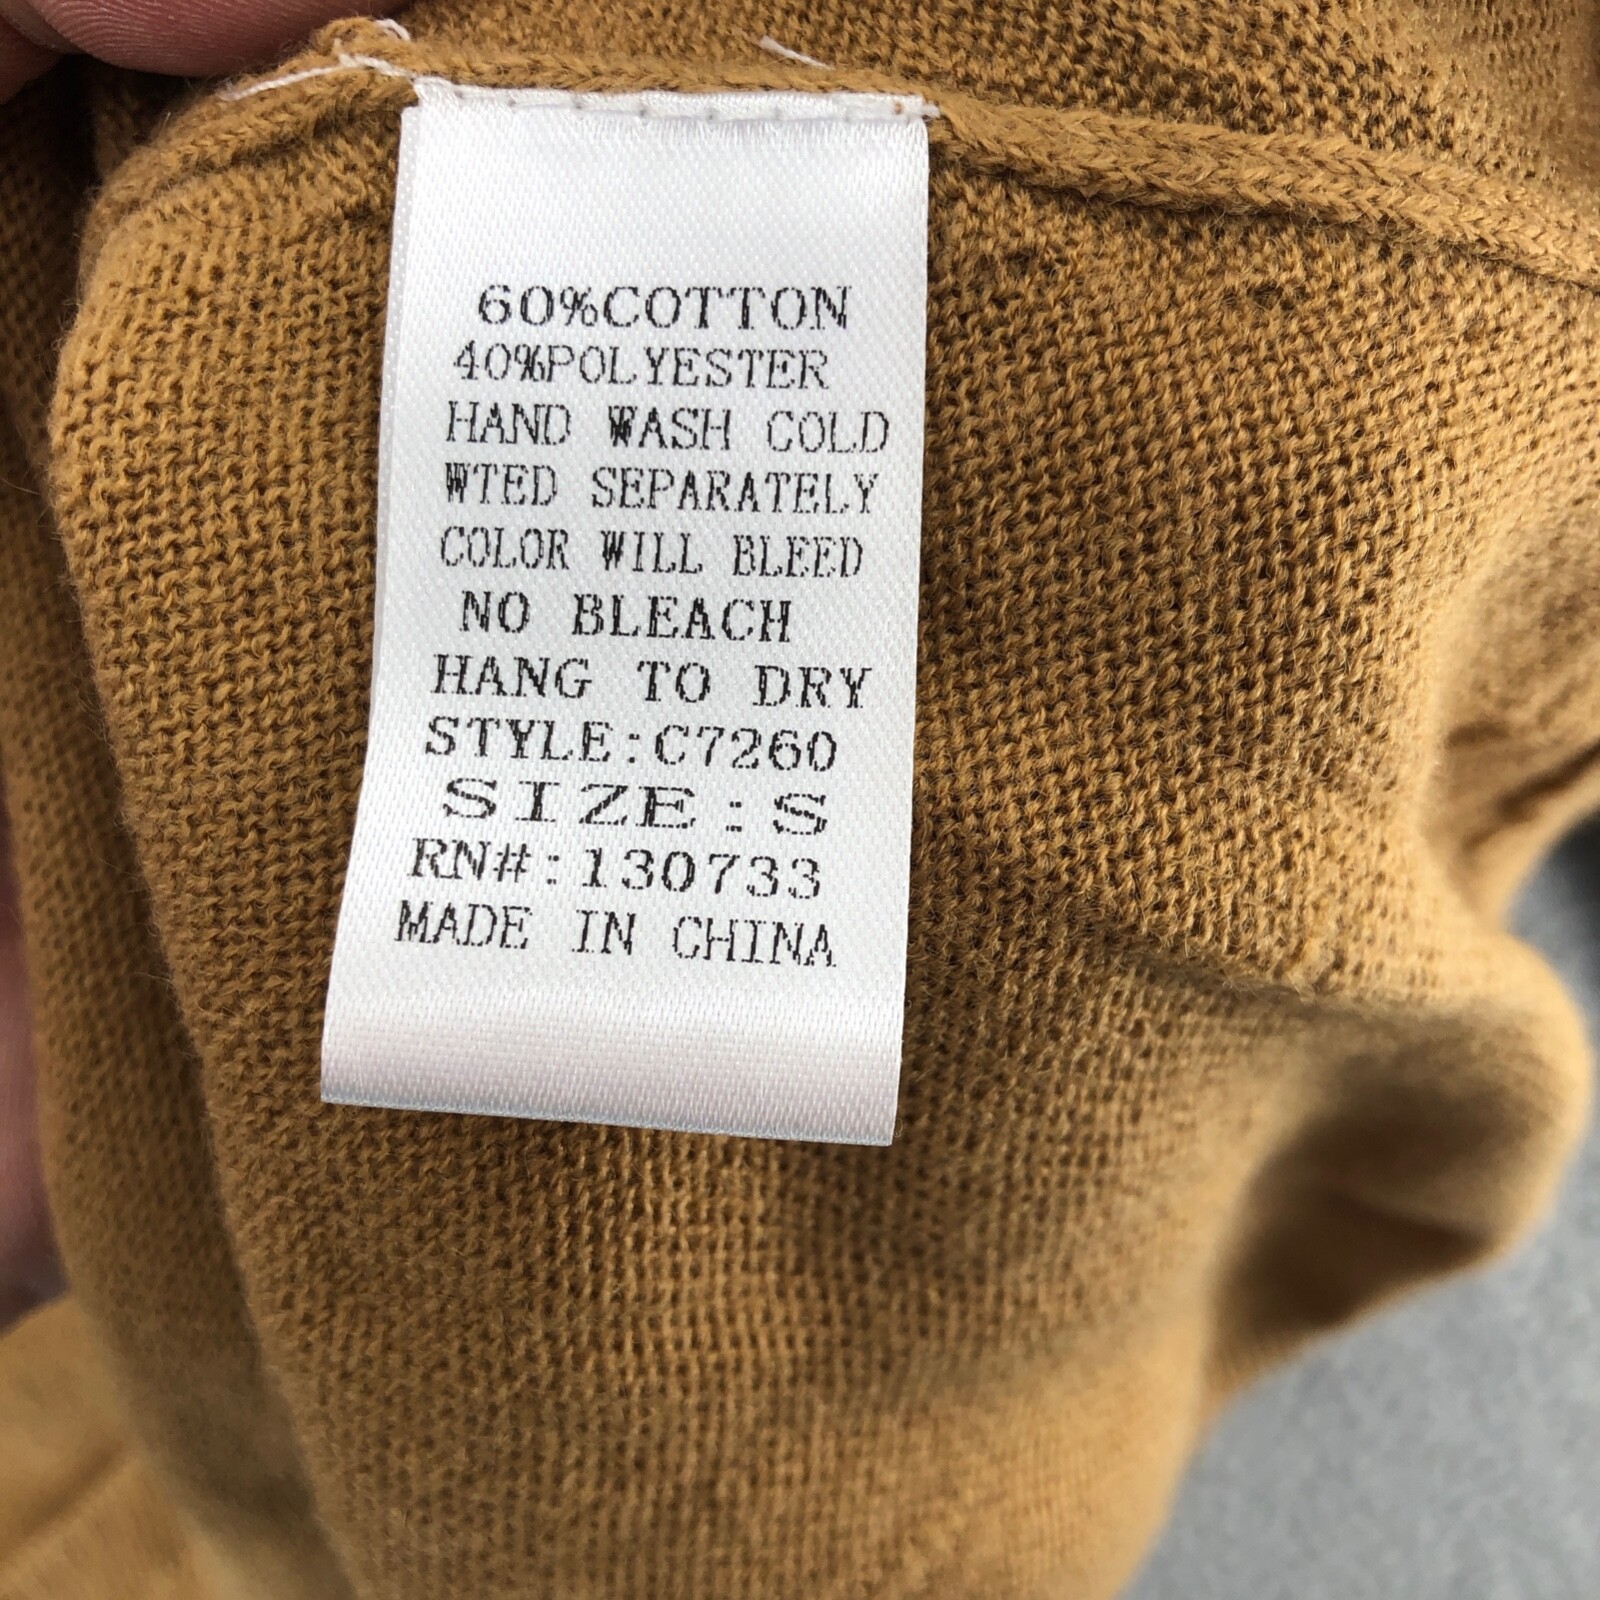 60%COTTON
40%POLYESTER
HAND WASH COLD
WTED SEPARATELY
COLOR WILL BLEED
NO BLEACH
HANG TO DRY
STYLE:C7260
SIZE:S
RN#:130733
MADE IN CHINA